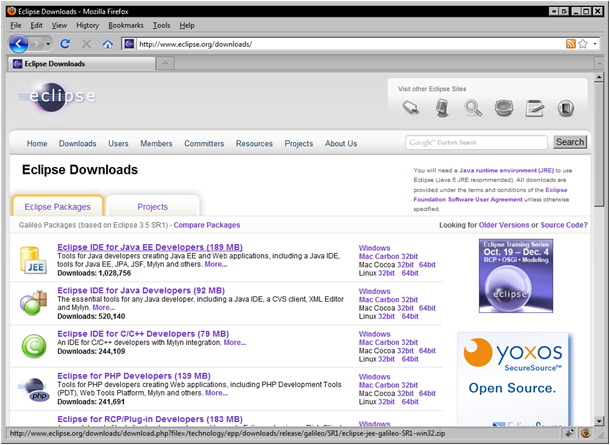 Eclipse Downloads - Mozilla Firefox
File Edit View History Bookmarks Tools Help
http://www.eclipse.org/downloads/
Eclipse Downloads
eclipse
Visit other Eclipse Sites
Home Downloads Users Members Committers Resources Projects About Us
Google™ Custom Search
Search
Eclipse Downloads
You will need a Java runtime environment (JRE) to use
Eclipse (Java 5 JRE recommended). All downloads are
provided under the terms and conditions of the Eclipse
Foundation Software User Agreement unless otherwise
specified.
Eclipse Packages
Projects
Galileo Packages (based on Eclipse 3.5 SR1) - Compare Packages
Looking for Older Versions or Source Code?
JEE
Eclipse IDE for Java EE Developers (189 MB)
Tools for Java developers creating Java EE and Web applications, including a Java IDE,
tools for Java EE, JPA, JSF, Mylyn and others. More...
Downloads: 1,028,756
Windows
Mac Carbon 32bit
Mac Cocoa 32bit 64bit
Linux 32bit 64bit
Eclipse IDE for Java Developers (92 MB)
The essential tools for any Java developer, including a Java IDE, a CVS client, XML Editor
and Mylyn. More...
Downloads: 520,140
Windows
Mac Carbon 32bit
Mac Cocoa 32bit 64bit
Linux 32bit 64bit
Eclipse IDE for C/C++ Developers (79 MB)
An IDE for C/C++ developers with Mylyn integration. More...
Downloads: 244,109
Windows
Mac Carbon 32bit
Mac Cocoa 32bit 64bit
Linux 32bit 64bit
php
Eclipse for PHP Developers (139 MB)
Tools for PHP developers creating Web applications, including PHP Development Tools
(PDT), Web Tools Platform, Mylyn and others. More...
Downloads: 241,691
Windows
Mac Carbon 32bit
Mac Cocoa 32bit 64bit
Linux 32bit 64bit
Eclipse for RCP/Plug-in Developers (183 MB)
Windows
Eclipse Training Series
Oct. 19 - Dec. 4
RCP • OSGi • Modeling
eclipse
YOXOS
SecureSource™
Open Source.
http://www.eclipse.org/downloads/download.php?file=/technology/epp/downloads/release/galileo/SR1/eclipse-jee-galileo-SR1-win32.zip